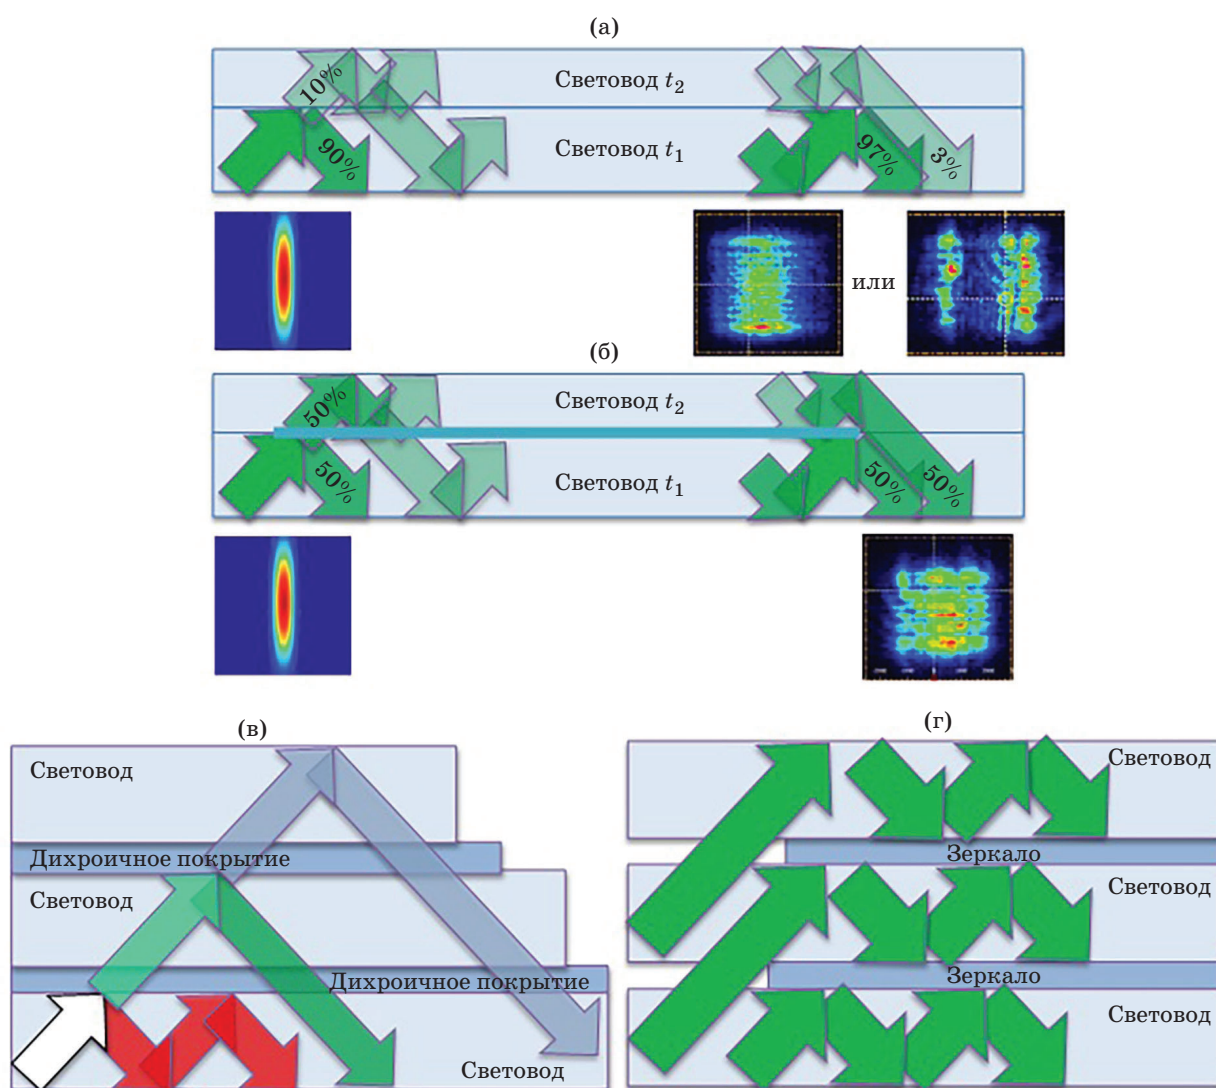 (а)
Световод t₂
10%
90%
Световод t₁
97%
3%
или
(б)
Световод t₂
50%
50%
Световод t₁
50%
50%
(в)
Световод
Дихроичное покрытие
Световод
Дихроичное покрытие
Световод
(г)
Световод
Зеркало
Световод
Зеркало
Световод